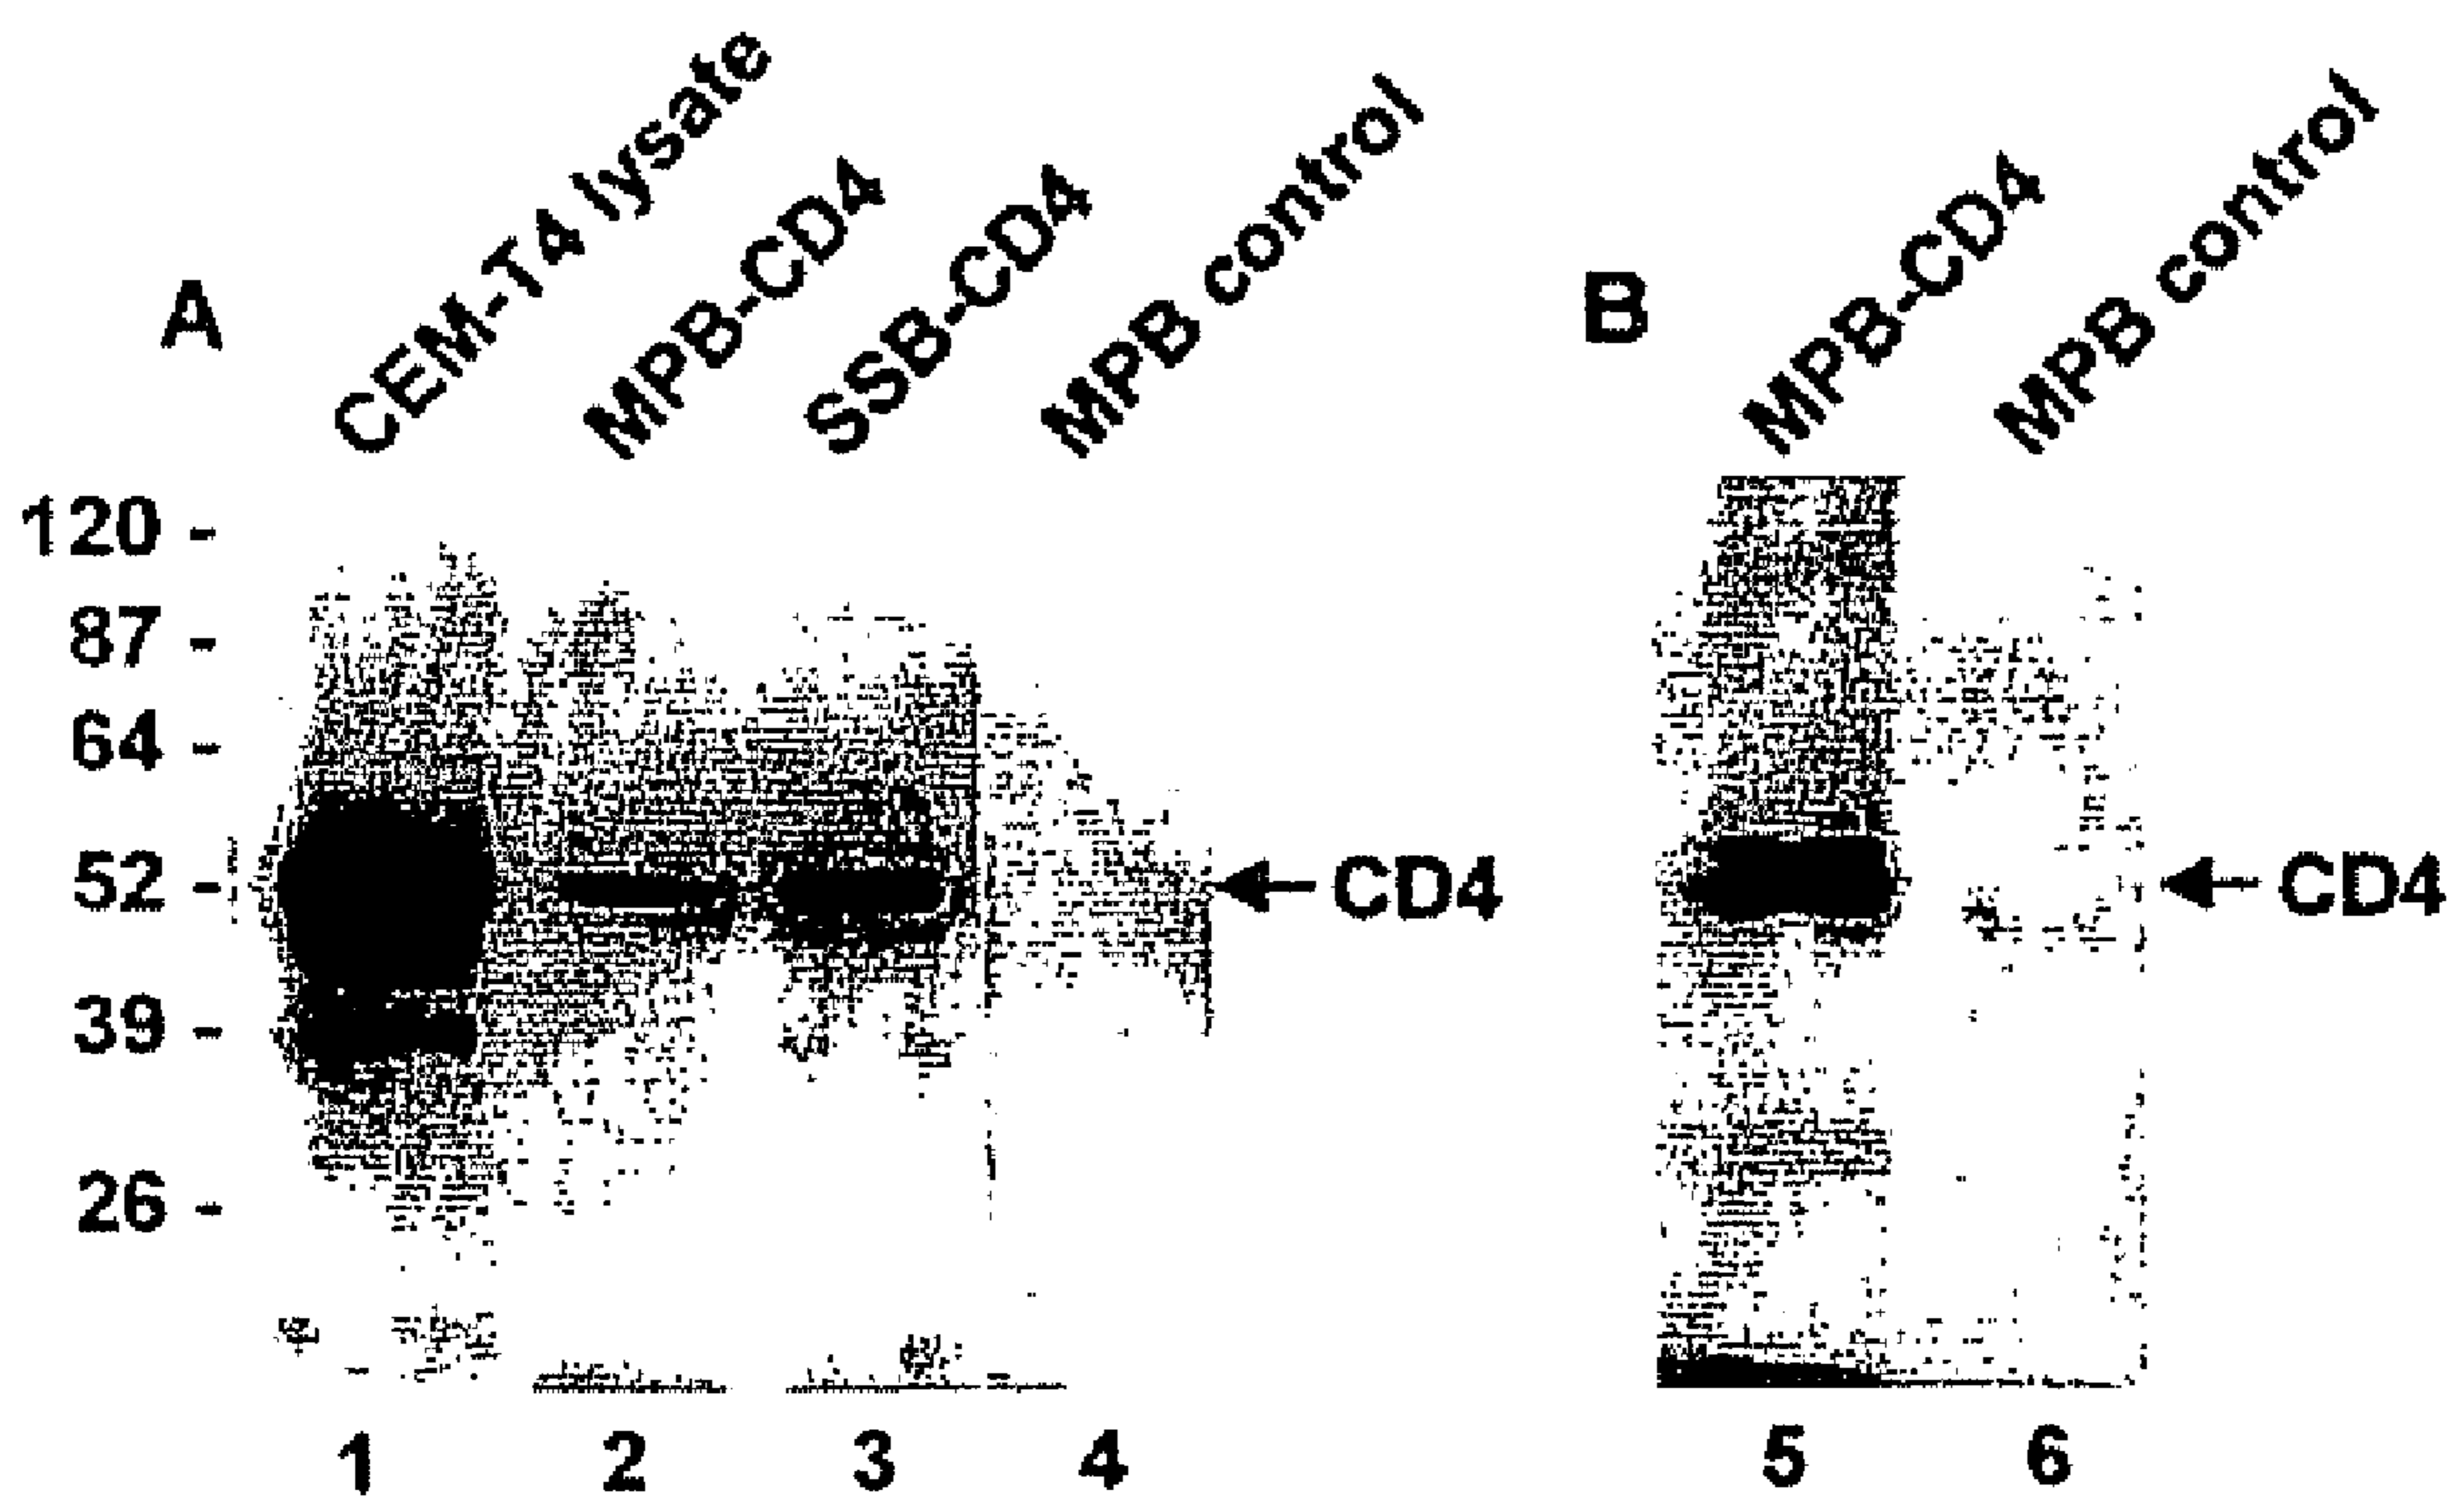 A
CEM-T4 lysate
MPB-CD4
SSB-CD4
MPB control
B
MPB-CD4
MPB control
120 -
87 -
64 -
52 -
39 -
26 -
CD4
CD4
1 2 3 4 5 6